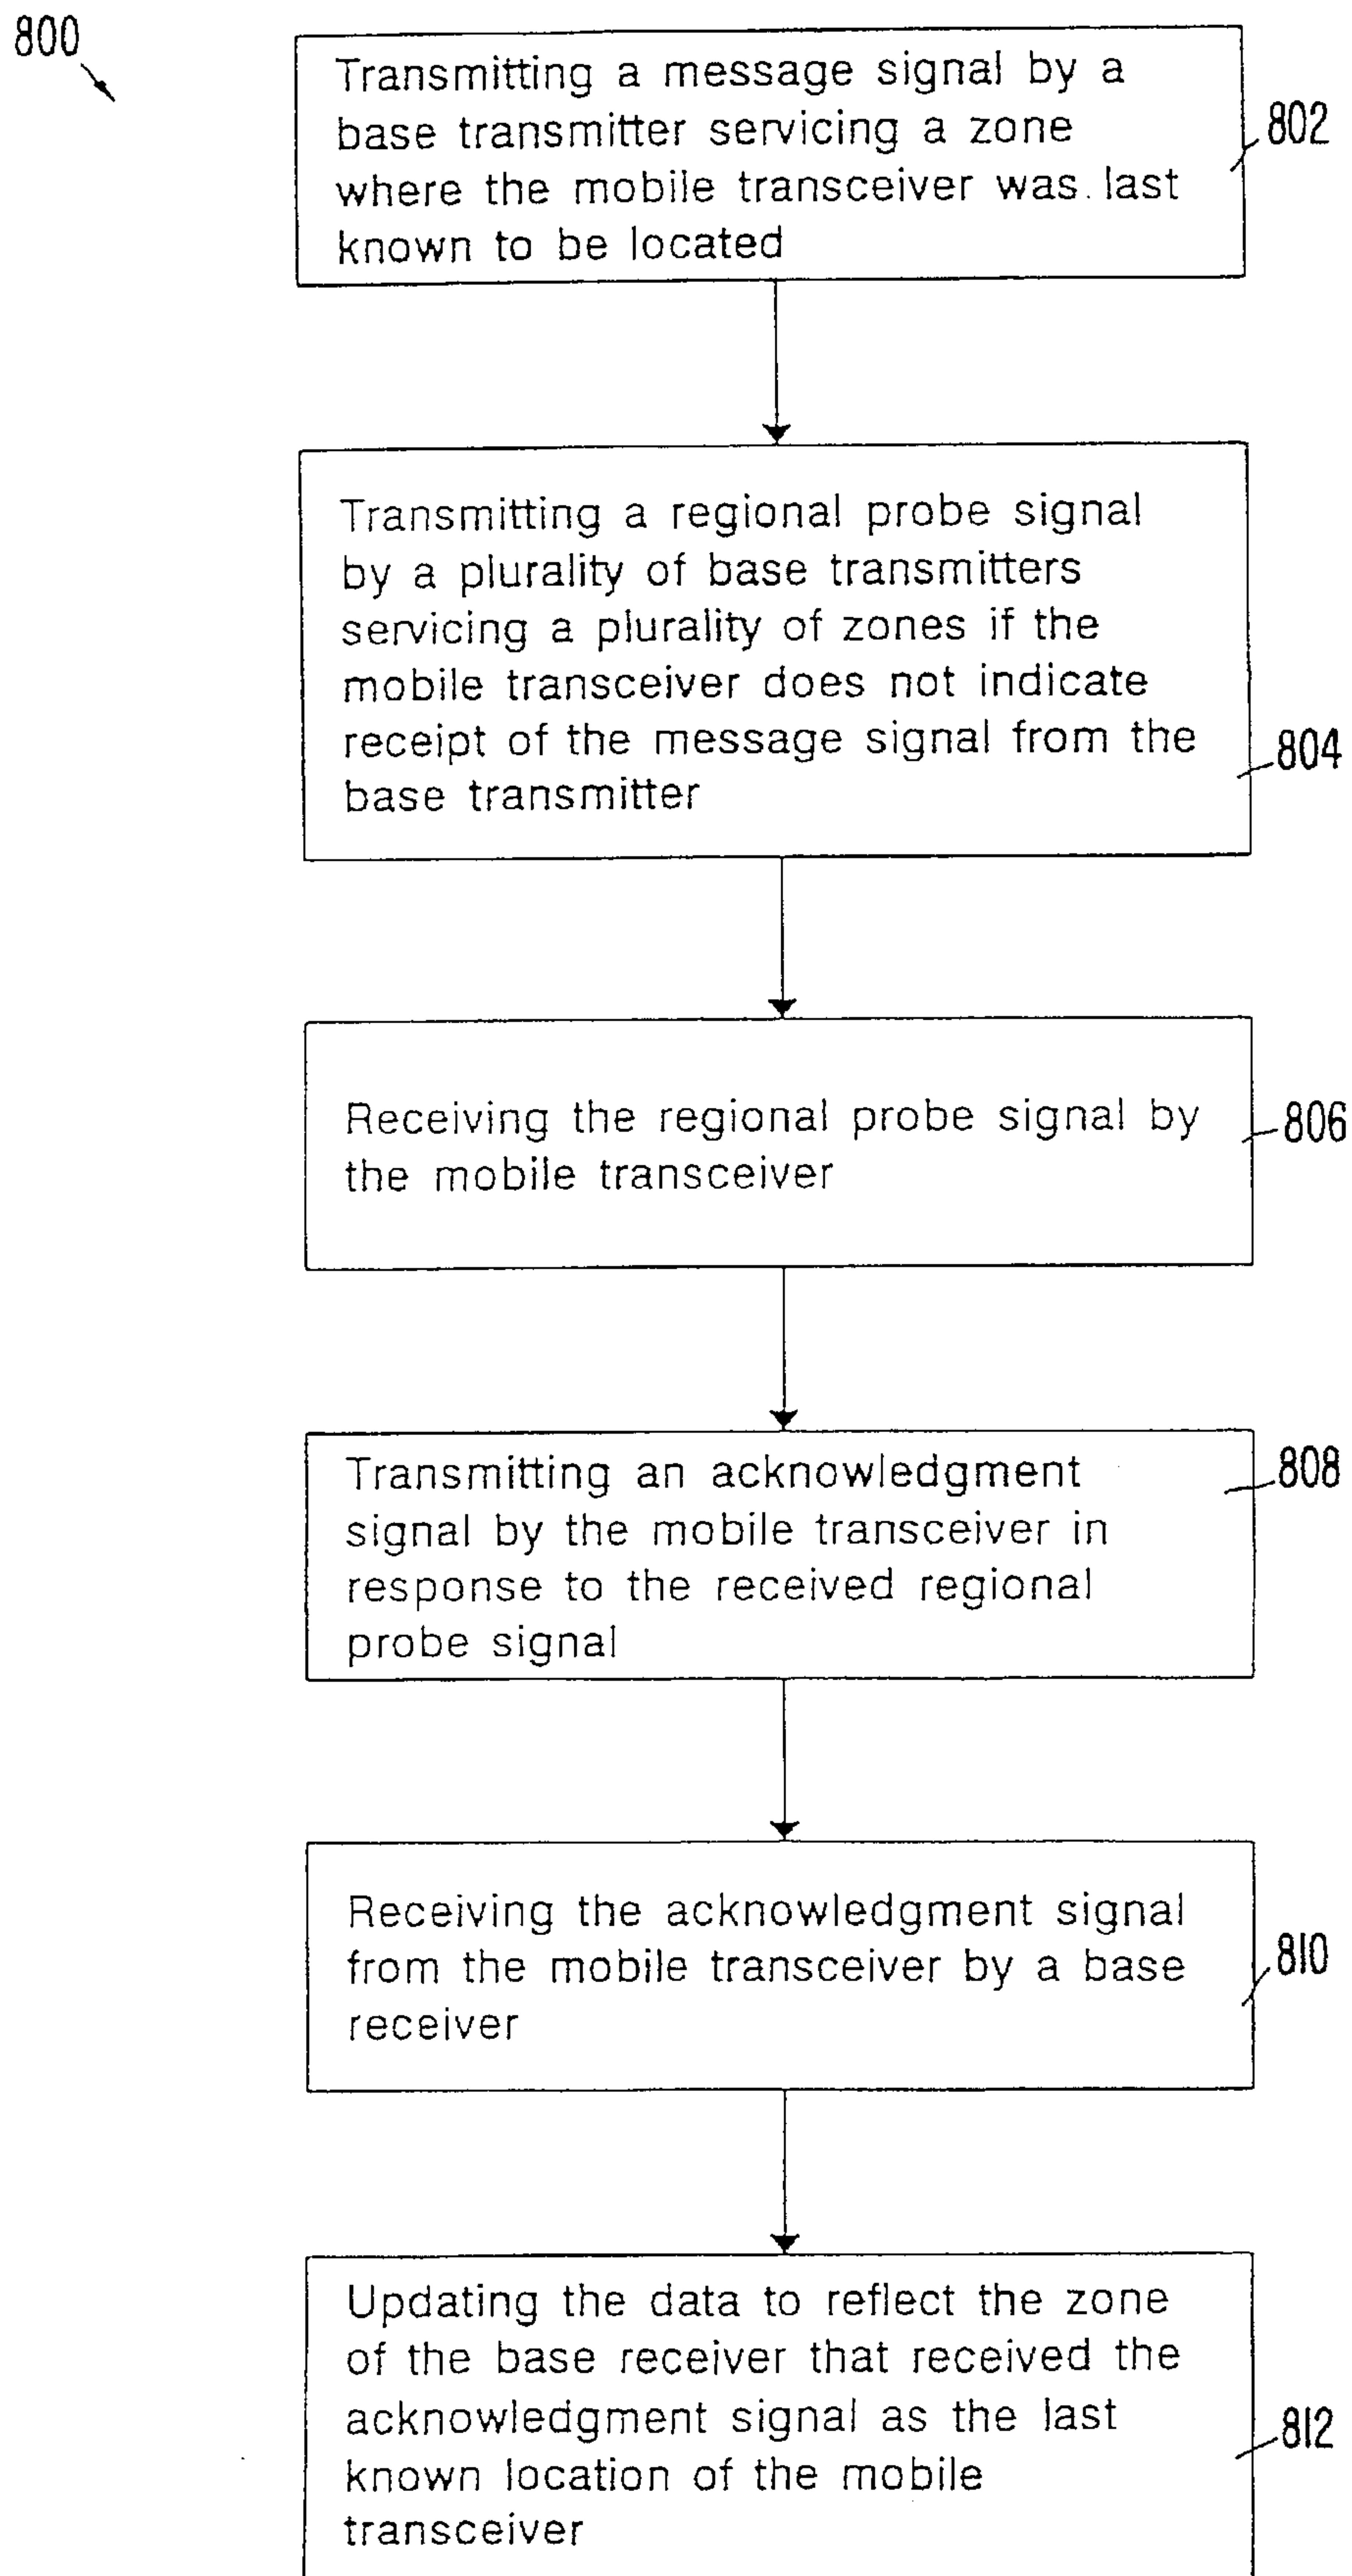 800
Transmitting a message signal by a
base transmitter servicing a zone
where the mobile transceiver was last
known to be located
802
Transmitting a regional probe signal
by a plurality of base transmitters
servicing a plurality of zones if the
mobile transceiver does not indicate
receipt of the message signal from the
base transmitter
804
Receiving the regional probe signal by
the mobile transceiver
806
Transmitting an acknowledgment
signal by the mobile transceiver in
response to the received regional
probe signal
808
Receiving the acknowledgment signal
from the mobile transceiver by a base
receiver
810
Updating the data to reflect the zone
of the base receiver that received the
acknowledgment signal as the last
known location of the mobile
transceiver
812